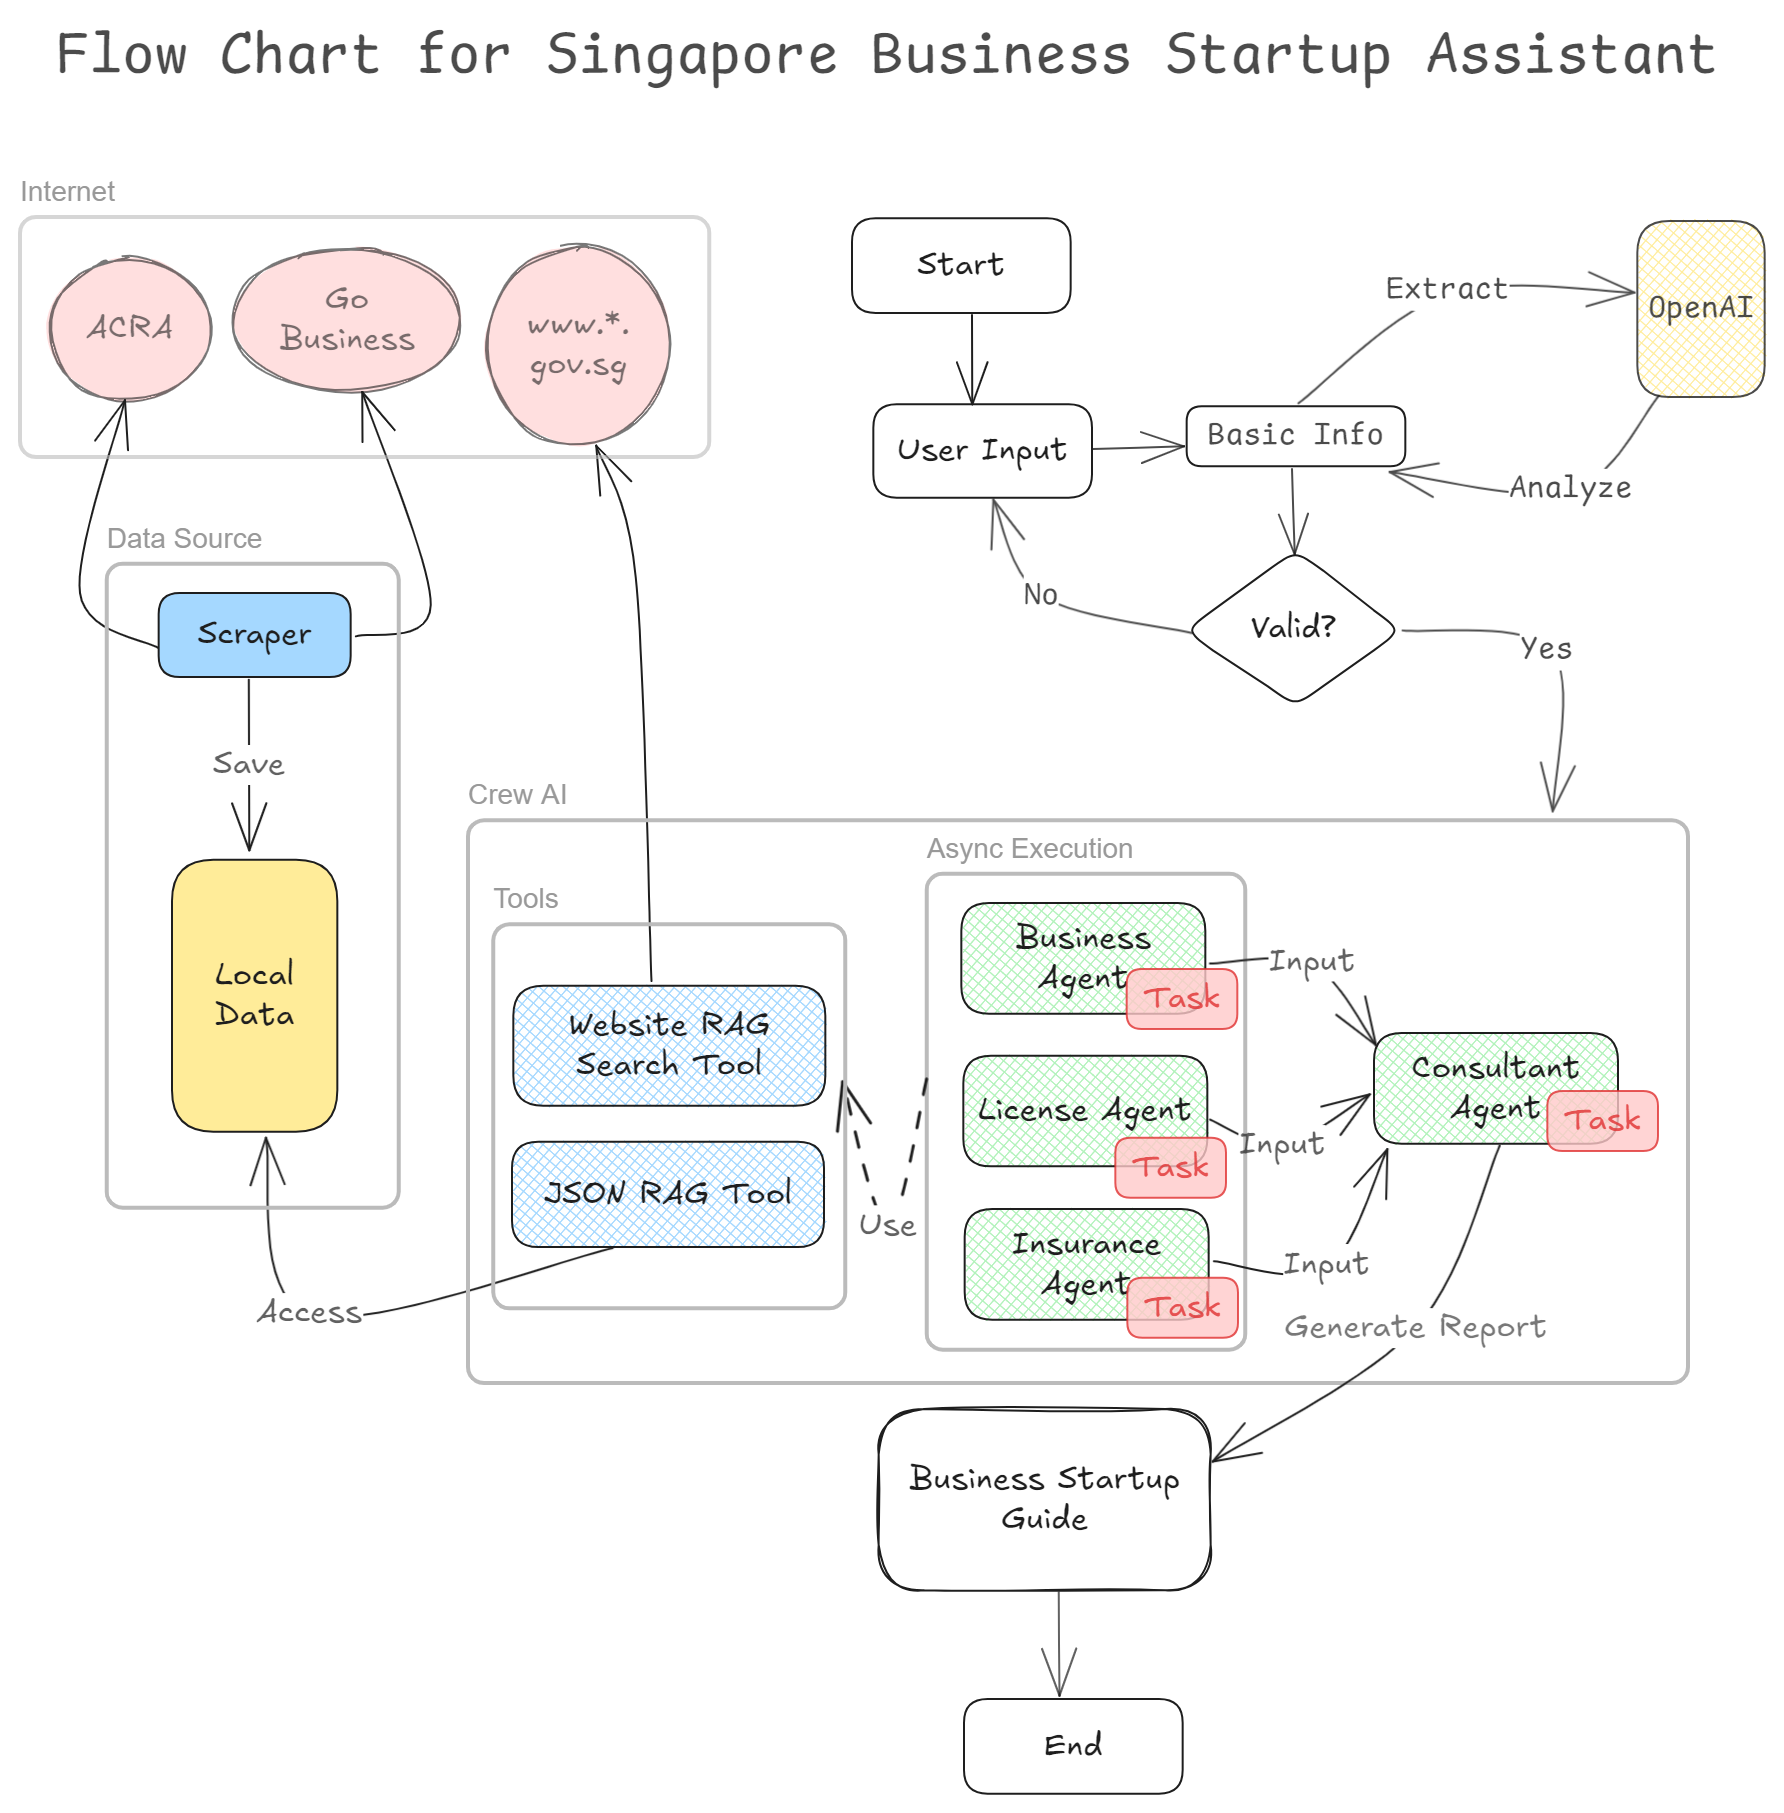 Flow Chart for Singapore Business Startup Assistant
Internet
ACRA
Go
Business
www.*.
gov.sg
Start
Extract
OpenAI
User Input
Basic Info
Analyze
Data Source
Scraper
No
Valid?
Yes
Save
Local
Data
Access
Crew AI
Tools
Website RAG
Search Tool
JSON RAG Tool
Use
Async Execution
Business
Agent
Task
Input
License Agent
Task
Input
Insurance
Agent
Task
Input
Consultant
Agent
Task
Generate Report
Business Startup
Guide
End